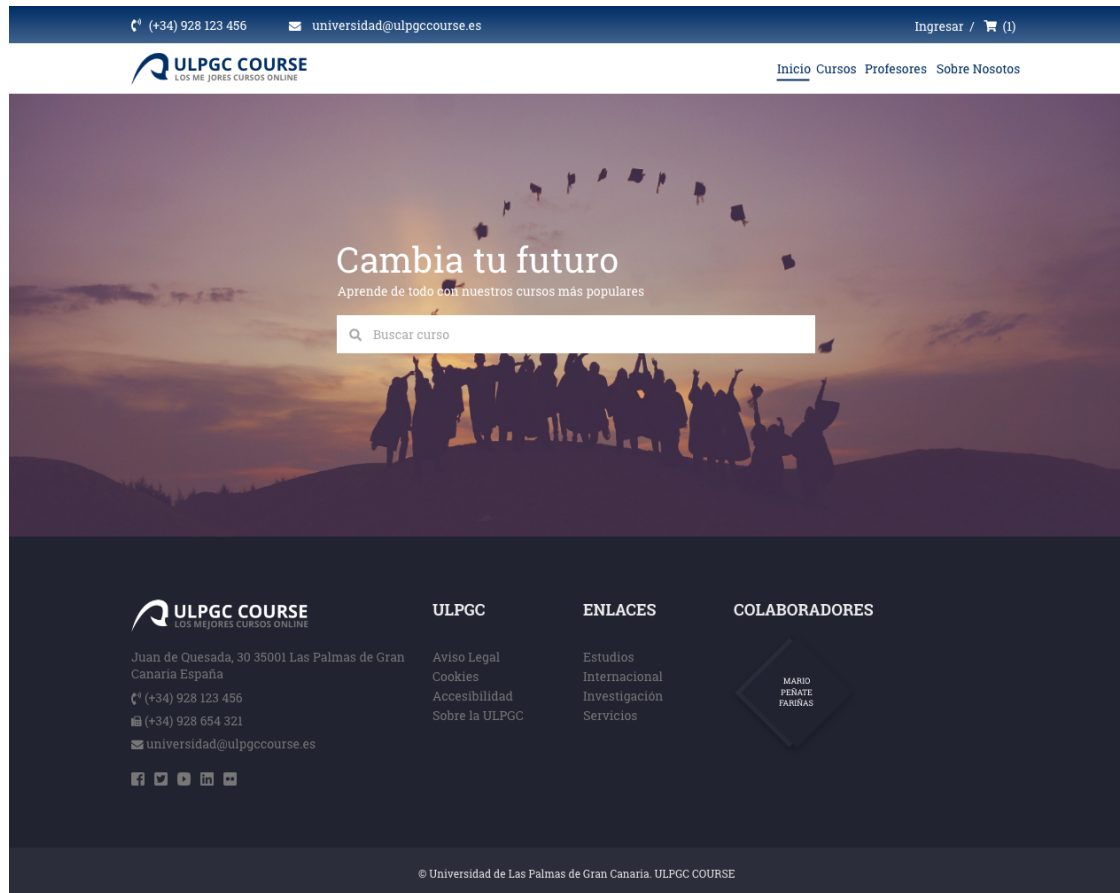 (+34) 928 123 456 universidad@ulpgccourse.es Ingresar / (1)
ULPGC COURSE
LOS ME JORES CURSOS ONLINE
Inicio Cursos Profesores Sobre Nosotos
Cambia tu futuro
Aprende de todo con nuestros cursos más populares
Buscar curso
ULPGC COURSE
LOS MEJORES CURSOS ONLINE
Juan de Quesada, 30 35001 Las Palmas de Gran
Canaria España
(+34) 928 123 456
(+34) 928 654 321
universidad@ulpgccourse.es
ULPGC
Aviso Legal
Cookies
Accesibilidad
Sobre la ULPGC
ENLACES
Estudios
Internacional
Investigación
Servicios
COLABORADORES
MARIO
PEÑATE
FARIÑAS
© Universidad de Las Palmas de Gran Canaria. ULPGC COURSE